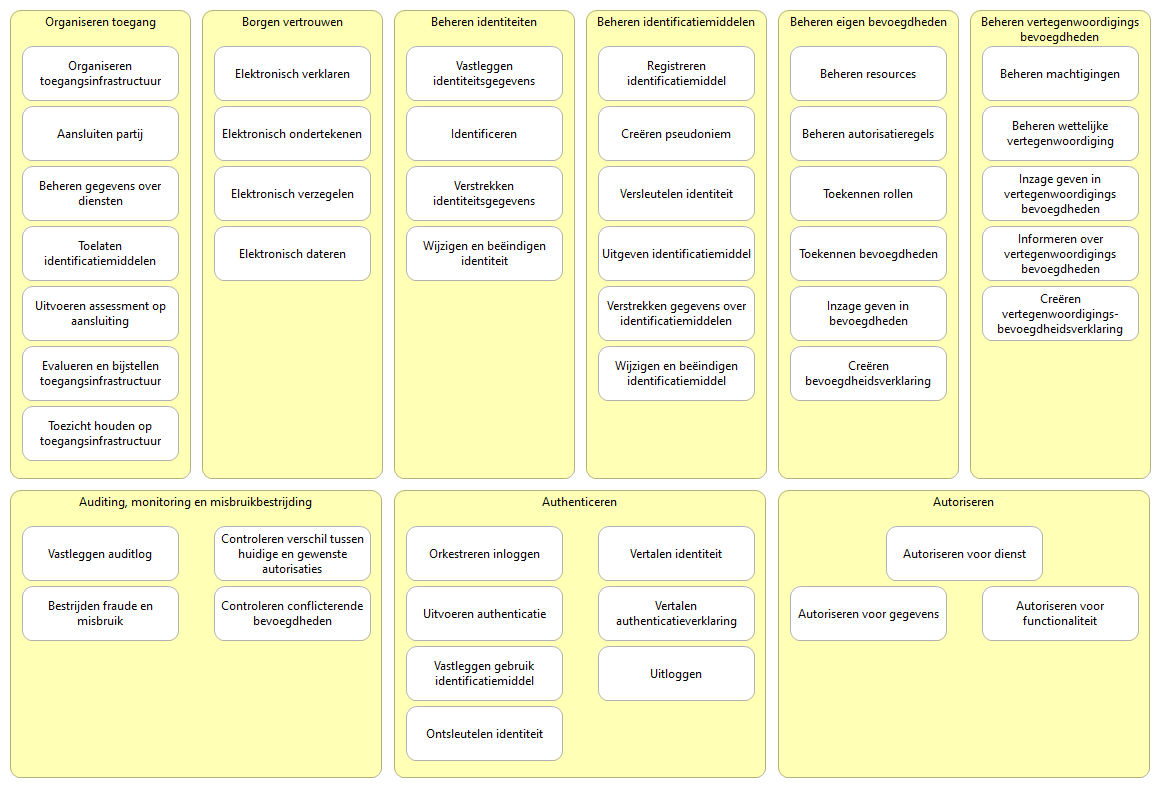 Organiseren toegang
Organiseren
toegangsinfrastructuur
Aansluiten partij
Beheren gegevens over
diensten
Toelaten
identificatiemiddelen
Uitvoeren assessment op
aansluiting
Evalueren en bijstellen
toegangsinfrastructuur
Toezicht houden op
toegangsinfrastructuur
Borgen vertrouwen
Elektronisch verklaren
Elektronisch ondertekenen
Elektronisch verzegelen
Elektronisch dateren
Beheren identiteiten
Vastleggen
identiteitsgegevens
Identificeren
Verstrekken
identiteitsgegevens
Wijzigen en beëindigen
identiteit
Beheren identificatiemiddelen
Registreren
identificatiemiddel
Creëren pseudoniem
Versleutelen identiteit
Uitgeven identificatiemiddel
Verstrekken gegevens over
identificatiemiddelen
Wijzigen en beëindigen
identificatiemiddel
Beheren eigen bevoegdheden
Beheren resources
Beheren autorisatieregels
Toekennen rollen
Toekennen bevoegdheden
Inzage geven in
bevoegdheden
Creëren
bevoegdheidsverklaring
Beheren vertegenwoordigings
bevoegdheden
Beheren machtigingen
Beheren wettelijke
vertegenwoordiging
Inzage geven in
vertegenwoordigings
bevoegdheden
Informeren over
vertegenwoordigings
bevoegdheden
Creëren
vertegenwoordigings-
bevoegdheidsverklaring
Auditing, monitoring en misbruikbestrijding
Vastleggen auditlog
Controleren verschil tussen
huidige en gewenste
autorisaties
Bestrijden fraude en
misbruik
Controleren conflicterende
bevoegdheden
Authenticeren
Orkestreren inloggen
Vertalen identiteit
Uitvoeren authenticatie
Vertalen
authenticatieverklaring
Vastleggen gebruik
identificatiemiddel
Uitloggen
Ontsleutelen identiteit
Autoriseren
Autoriseren voor dienst
Autoriseren voor gegevens
Autoriseren voor
functionaliteit